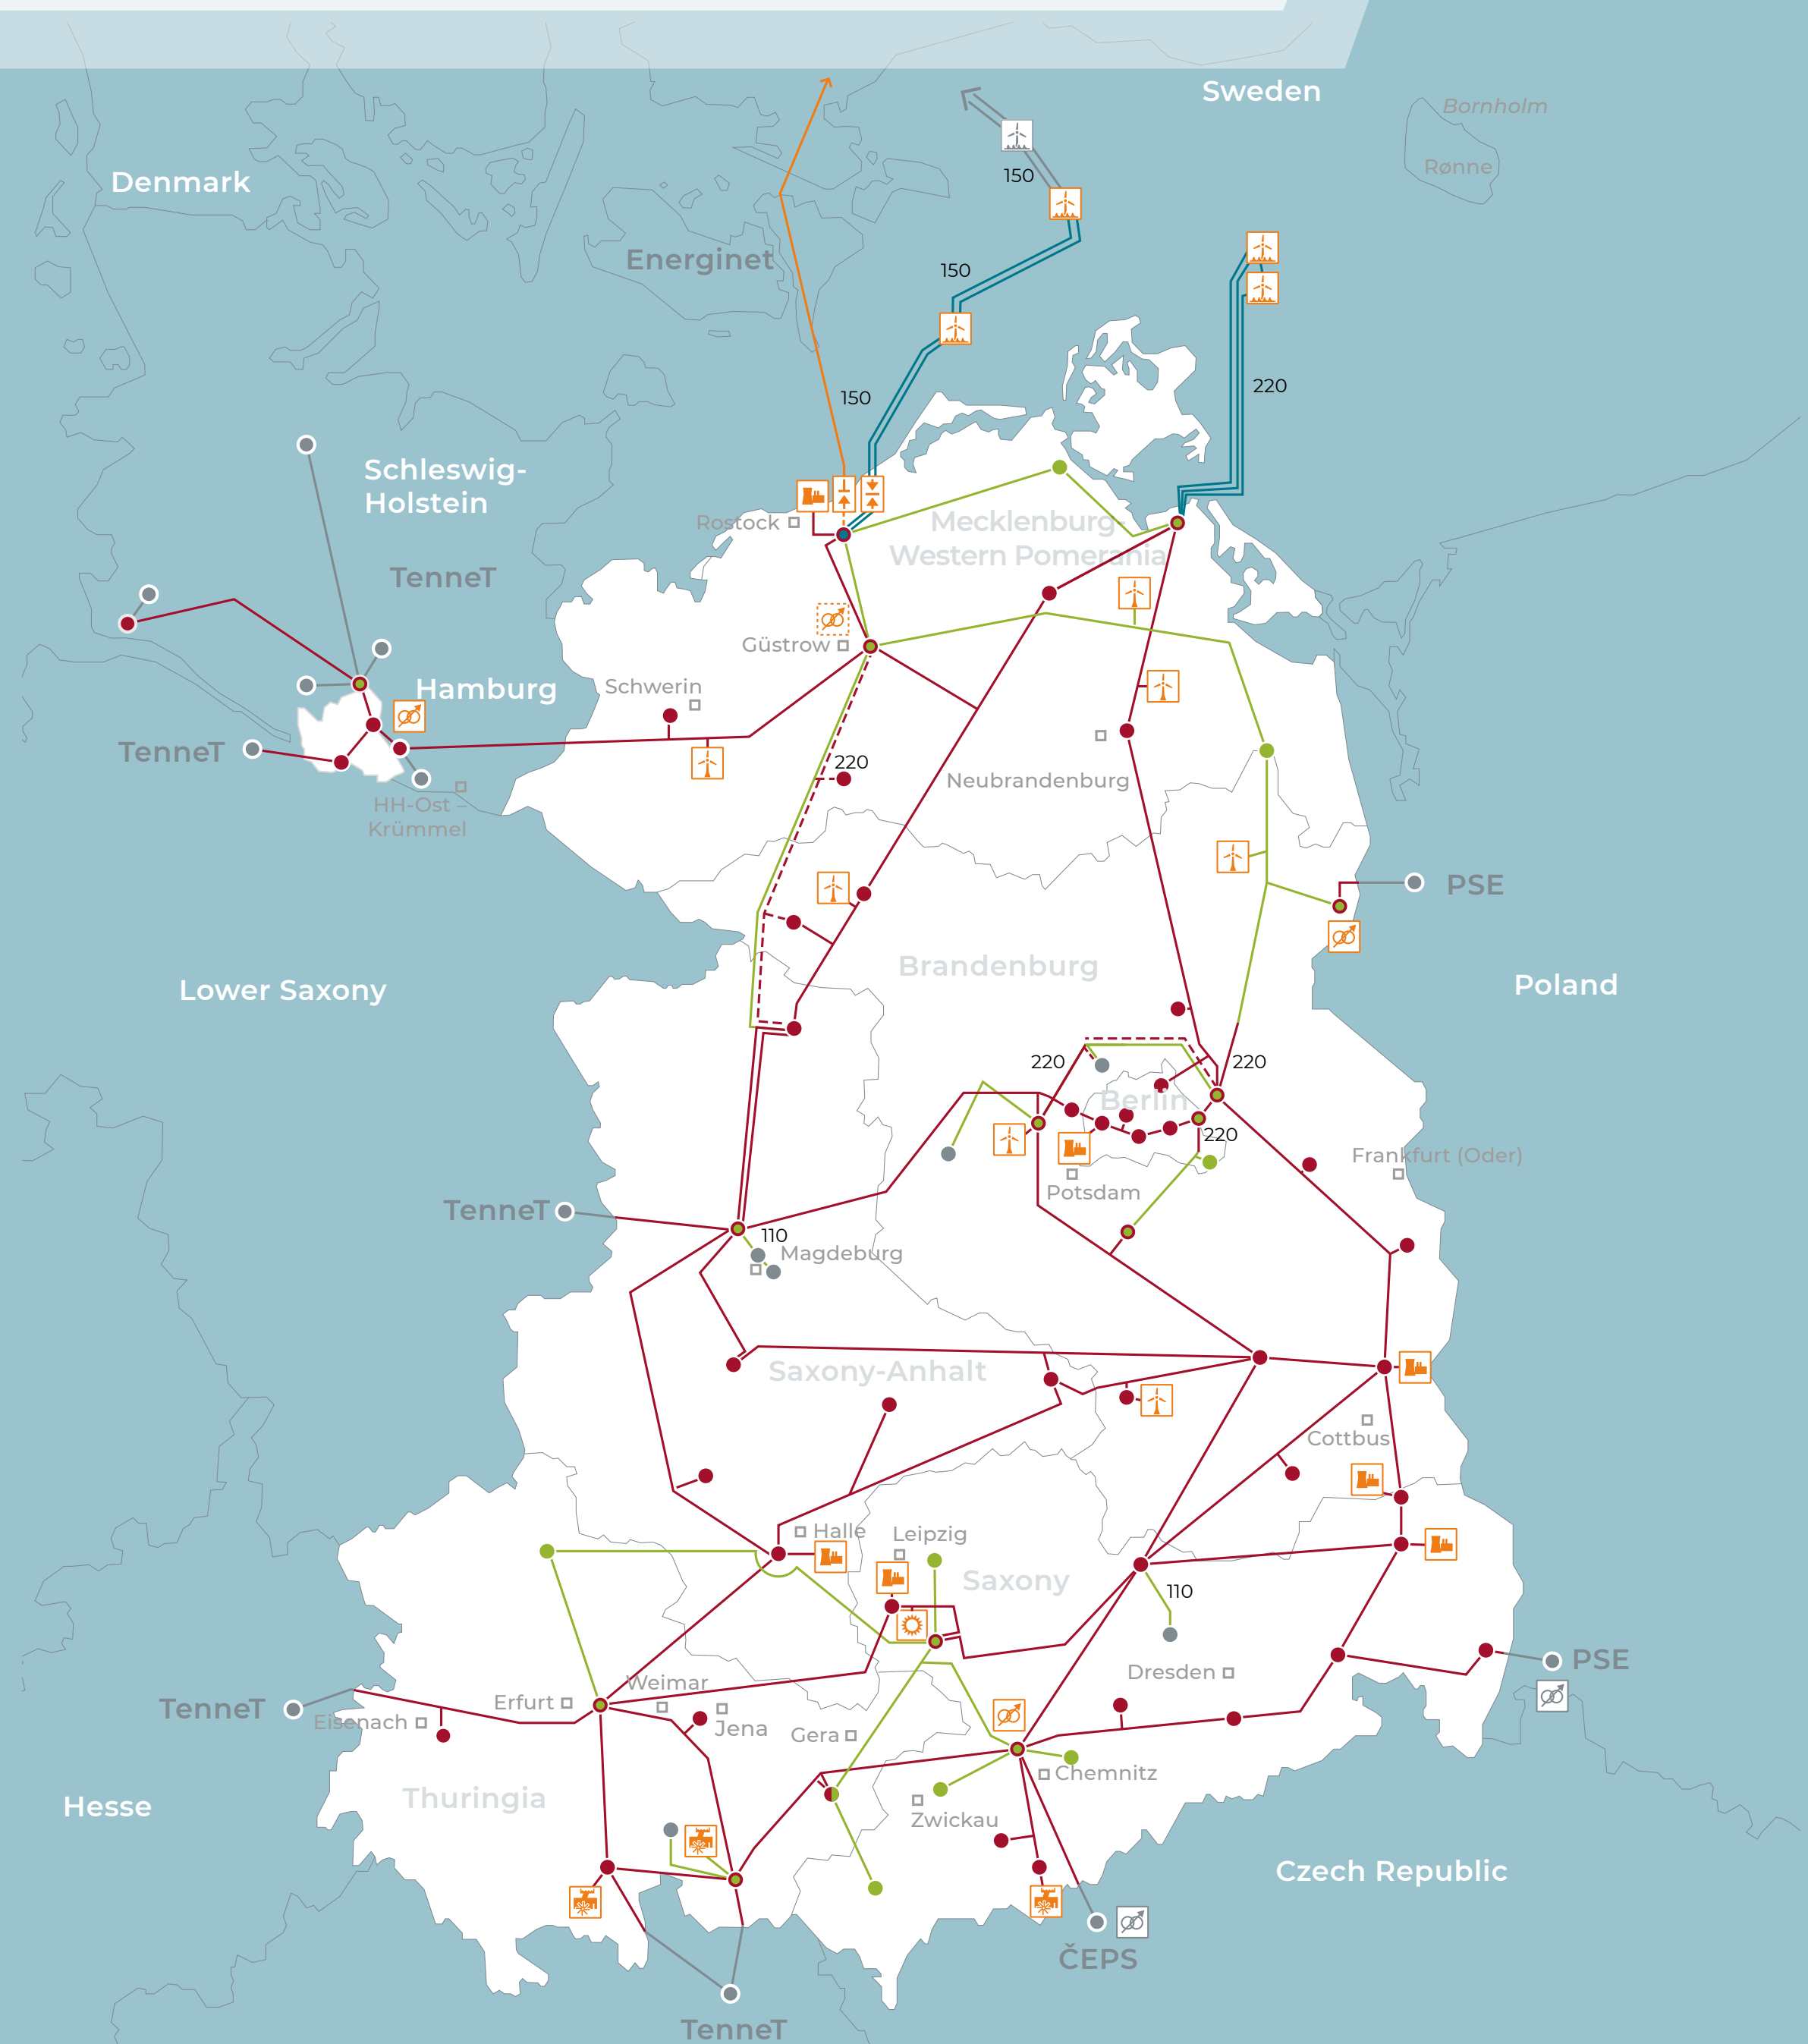 Sweden
Bornholm
Rønne
Denmark
150
Energinet
150
220
150
Schleswig-
Holstein
Rostock
Mecklenburg-
Western Pomerania
TenneT
Güstrow
Schwerin
Hamburg
TenneT
220
Neubrandenburg
HH-Ost –
Krümmel
PSE
Brandenburg
Lower Saxony
Poland
220
220
Berlin
220
Frankfurt (Oder)
Potsdam
TenneT
110
Magdeburg
Saxony-Anhalt
Cottbus
Halle
Leipzig
Saxony
110
PSE
Dresden
Weimar
Erfurt
TenneT
Eisenach
Jena
Gera
Chemnitz
Thuringia
Hesse
Zwickau
Czech Republic
ČEPS
TenneT